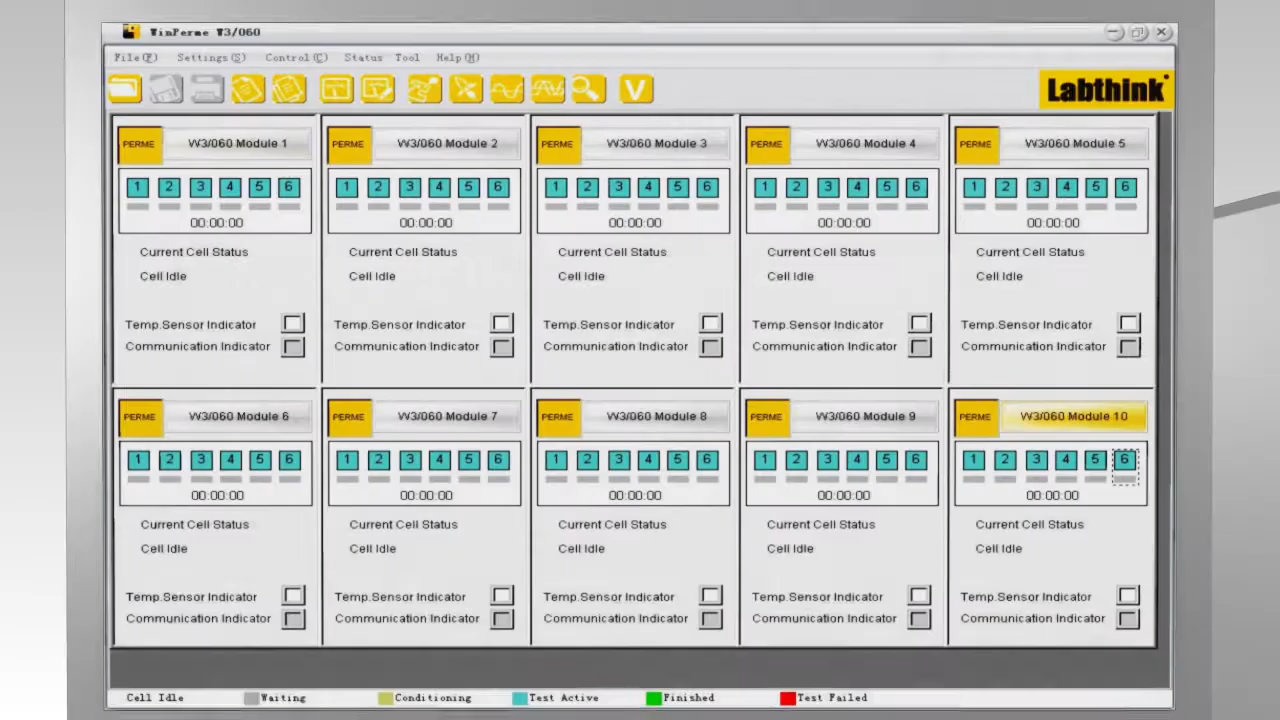 WinPerme W3/060
File(F) Settings(S) Control(C) Status Tool Help(H)
V
Labthink
PERME W3/060 Module 1 PERME W3/060 Module 2 PERME W3/060 Module 3 PERME W3/060 Module 4 PERME W3/060 Module 5
1 2 3 4 5 6 1 2 3 4 5 6 1 2 3 4 5 6 1 2 3 4 5 6 1 2 3 4 5 6
00:00:00 00:00:00 00:00:00 00:00:00 00:00:00
Current Cell Status Current Cell Status Current Cell Status Current Cell Status Current Cell Status
Cell Idle Cell Idle Cell Idle Cell Idle Cell Idle
Temp.Sensor Indicator Temp.Sensor Indicator Temp.Sensor Indicator Temp.Sensor Indicator Temp.Sensor Indicator
Communication Indicator Communication Indicator Communication Indicator Communication Indicator Communication Indicator
PERME W3/060 Module 6 PERME W3/060 Module 7 PERME W3/060 Module 8 PERME W3/060 Module 9 PERME W3/060 Module 10
1 2 3 4 5 6 1 2 3 4 5 6 1 2 3 4 5 6 1 2 3 4 5 6 1 2 3 4 5 6
00:00:00 00:00:00 00:00:00 00:00:00 00:00:00
Current Cell Status Current Cell Status Current Cell Status Current Cell Status Current Cell Status
Cell Idle Cell Idle Cell Idle Cell Idle Cell Idle
Temp.Sensor Indicator Temp.Sensor Indicator Temp.Sensor Indicator Temp.Sensor Indicator Temp.Sensor Indicator
Communication Indicator Communication Indicator Communication Indicator Communication Indicator Communication Indicator
Cell Idle Waiting Conditioning Test Active Finished Test Failed